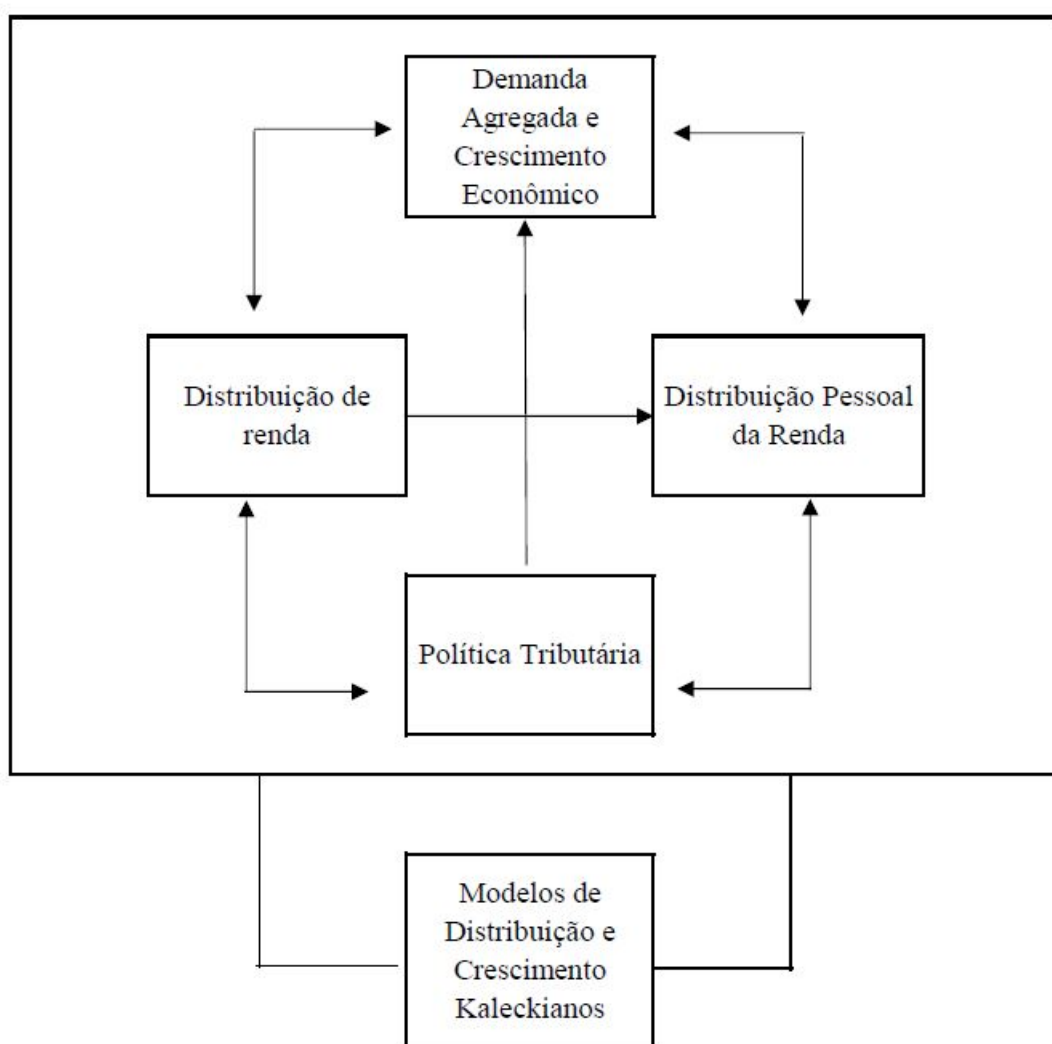 Demanda
Agregada e
Crescimento
Econômico
Distribuição de
renda
Distribuição Pessoal
da Renda
Política Tributária
Modelos de
Distribuição e
Crescimento
Kaleckianos